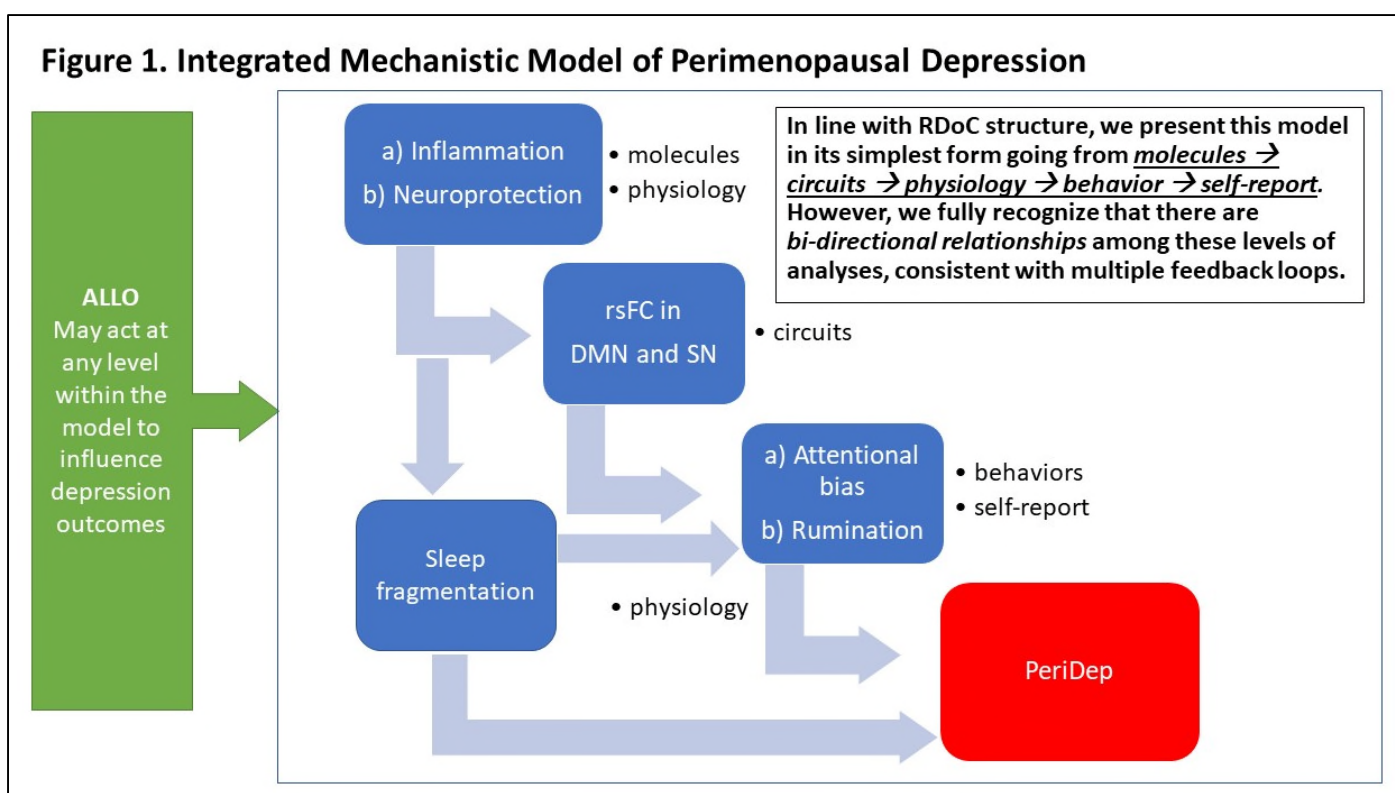 Figure 1. Integrated Mechanistic Model of Perimenopausal Depression
ALLO
May act at
any level
within the
model to
influence
depression
outcomes
a) Inflammation
b) Neuroprotection
• molecules
• physiology
In line with RDoC structure, we present this model
in its simplest form going from molecules →
circuits → physiology → behavior → self-report.
However, we fully recognize that there are
bi-directional relationships among these levels of
analyses, consistent with multiple feedback loops.
rsFC in
DMN and SN
• circuits
a) Attentional
bias
b) Rumination
• behaviors
• self-report
Sleep
fragmentation
• physiology
PeriDep